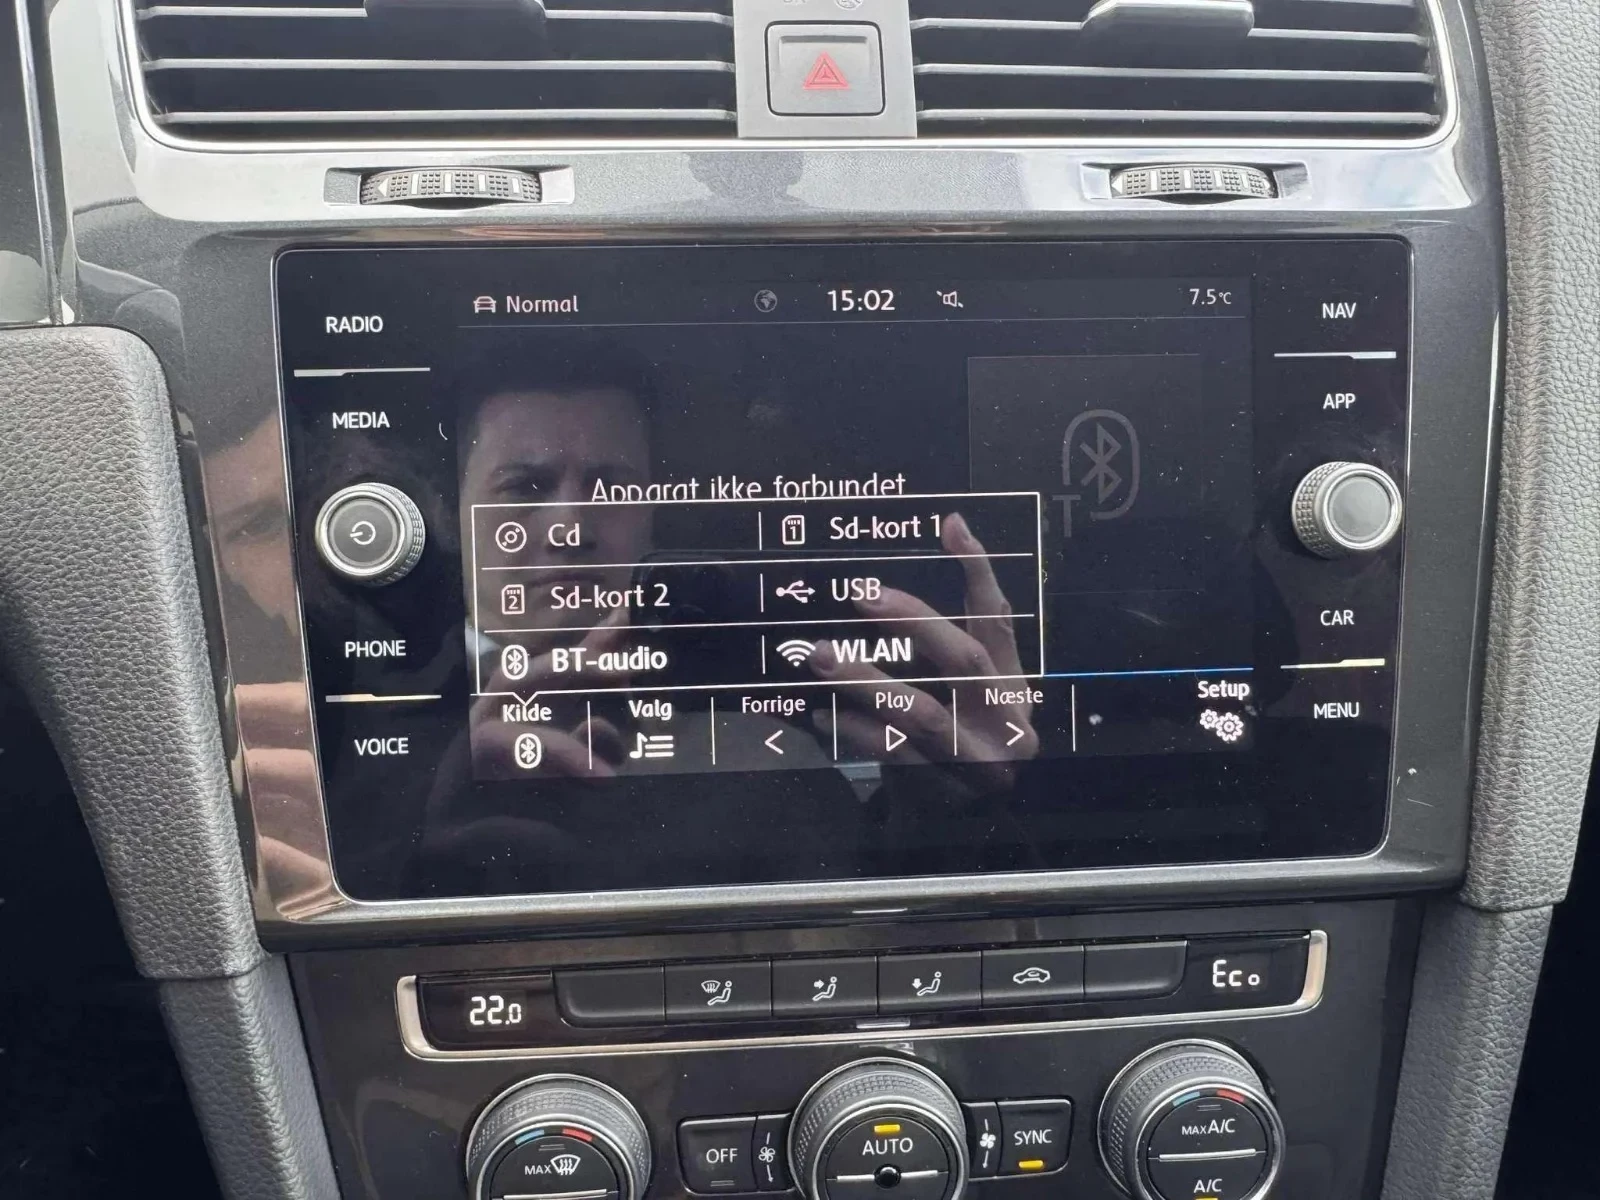 RADIO
MEDIA
PHONE
VOICE
Normal
15:02
7.5°C
Apparat ikke forbundet
Cd
1
Sd-kort 1
2
Sd-kort 2
USB
BT-audio
WLAN
Kilde
Valg
Forrige
Play
Næste
Setup
NAV
APP
CAR
MENU
22.0
Eco
MAX
OFF
AUTO
SYNC
MAX A/C
A/C